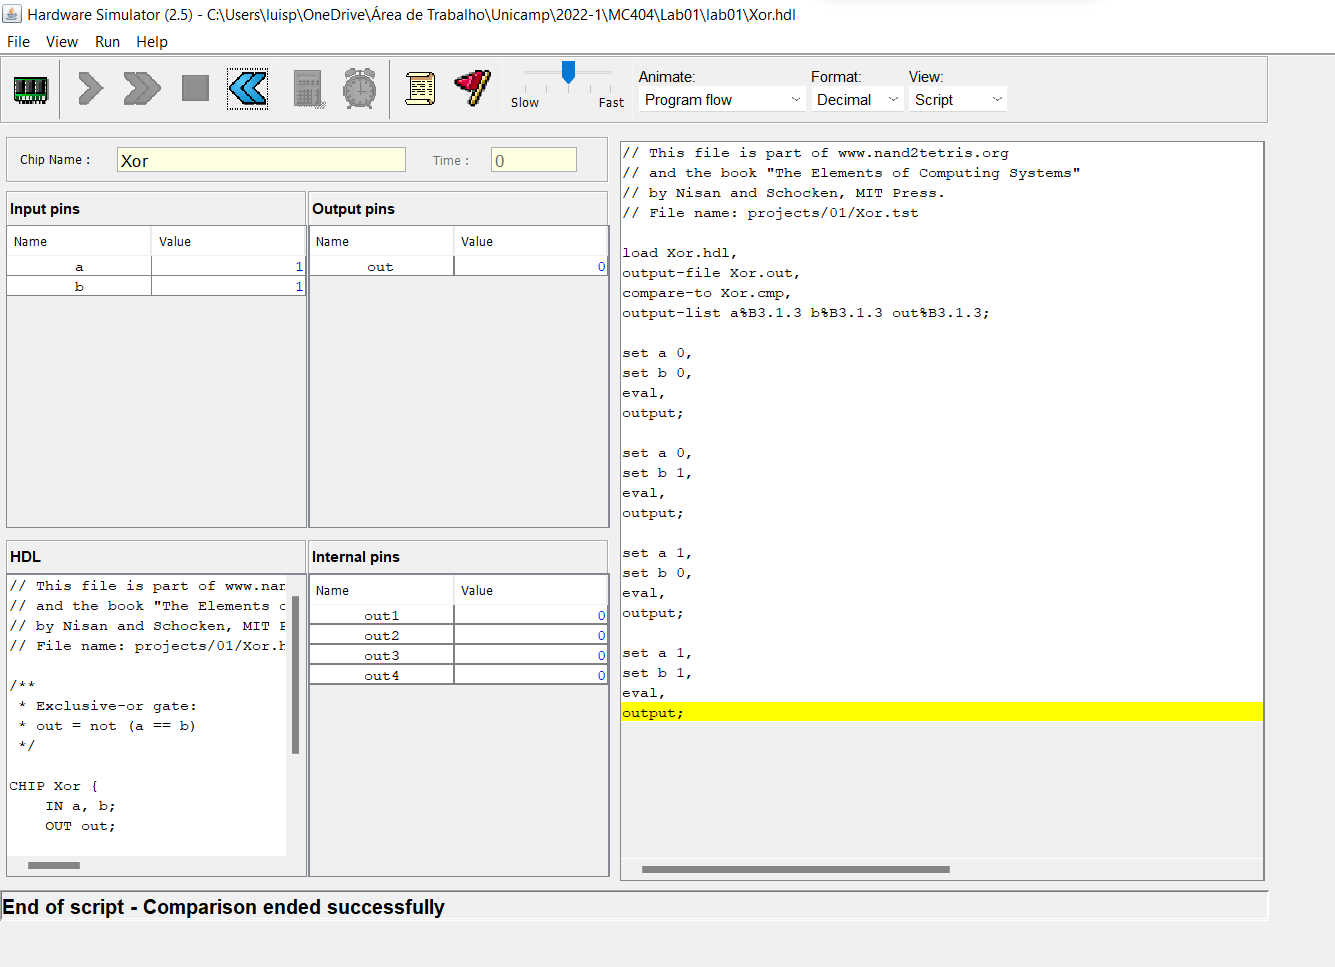 Hardware Simulator (2.5) - C:\Users\luisp\OneDrive\Área de Trabalho\Unicamp\2022-1\MC404\Lab01\lab01\Xor.hdl
File View Run Help
Slow Fast
Animate:
Program flow
Format:
Decimal
View:
Script
Chip Name : Xor Time : 0
Input pins
Name Value
a 1
b 1
Output pins
Name Value
out 0
HDL
// This file is part of www.nan
// and the book "The Elements o
// by Nisan and Schocken, MIT P
// File name: projects/01/Xor.h
/**
* Exclusive-or gate:
* out = not (a == b)
*/
CHIP Xor {
IN a, b;
OUT out;
Internal pins
Name Value
out1 0
out2 0
out3 0
out4 0
// This file is part of www.nand2tetris.org
// and the book "The Elements of Computing Systems"
// by Nisan and Schocken, MIT Press.
// File name: projects/01/Xor.tst
load Xor.hdl,
output-file Xor.out,
compare-to Xor.cmp,
output-list a%B3.1.3 b%B3.1.3 out%B3.1.3;
set a 0,
set b 0,
eval,
output;
set a 0,
set b 1,
eval,
output;
set a 1,
set b 0,
eval,
output;
set a 1,
set b 1,
eval,
output;
End of script - Comparison ended successfully